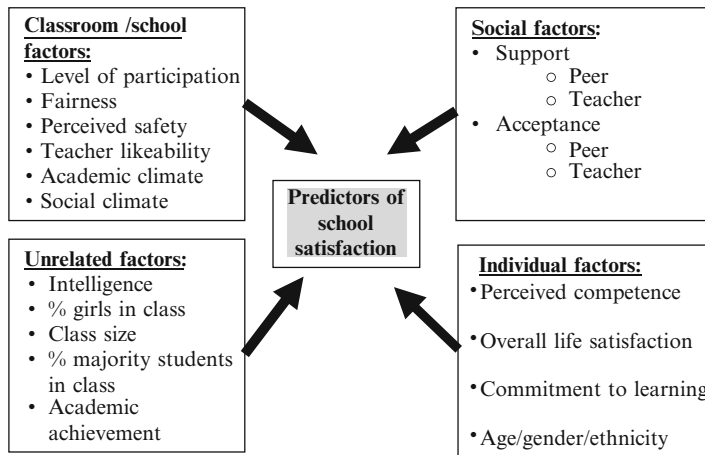 Classroom /school
factors:
• Level of participation
• Fairness
• Perceived safety
• Teacher likeability
• Academic climate
• Social climate
Social factors:
• Support
○ Peer
○ Teacher
• Acceptance
○ Peer
○ Teacher
Predictors of
school
satisfaction
Unrelated factors:
• Intelligence
• % girls in class
• Class size
• % majority students
in class
• Academic
achievement
Individual factors:
• Perceived competence
• Overall life satisfaction
• Commitment to learning
• Age/gender/ethnicity